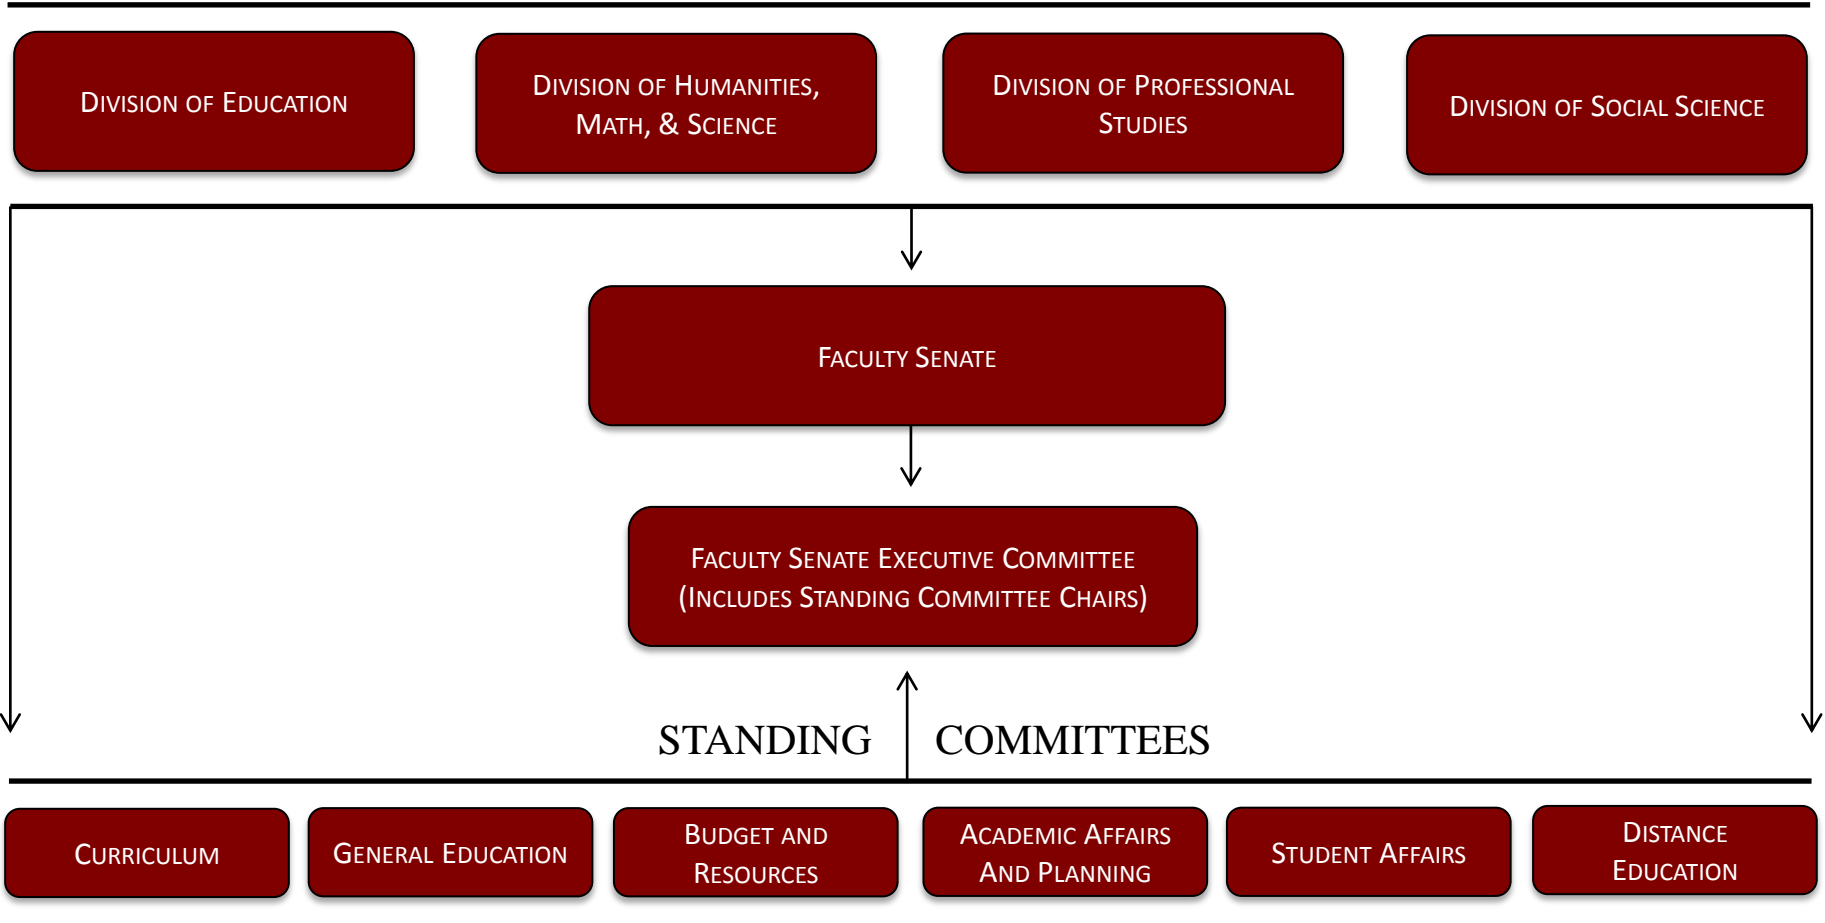 Division of Education
Division of Humanities,
Math, & Science
Division of Professional
Studies
Division of Social Science
Faculty Senate
Faculty Senate Executive Committee
(Includes Standing Committee Chairs)
STANDING COMMITTEES
Curriculum
General Education
Budget and
Resources
Academic Affairs
And Planning
Student Affairs
Distance
Education